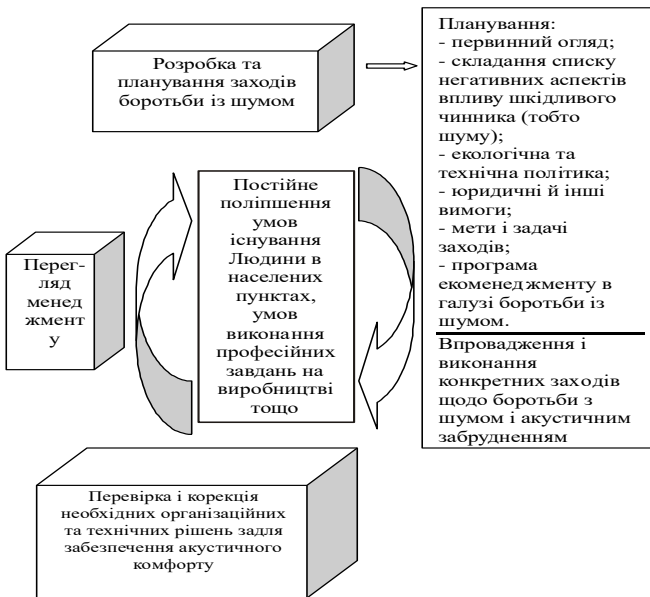 Розробка та
планування заходів
боротьби із шумом
Планування:
- первинний огляд;
- складання списку
негативних аспектів
впливу шкідливого
чинника (тобто
шуму);
- екологічна та
технічна політика;
- юридичні й інші
вимоги;
- мети і задачі
заходів;
- програма
екоменеджменту в
галузі боротьби із
шумом.
Впровадження і
виконання
конкретних заходів
щодо боротьби з
шумом і акустичним
забрудненням
Постійне
поліпшення
умов
існування
Людини в
населених
пунктах,
умов
виконання
професійних
завдань на
виробництві
тощо
Перег-
ляд
менед
жмент
у
Перевірка і корекція
необхідних організаційних
та технічних рішень задля
забезпечення акустичного
комфорту